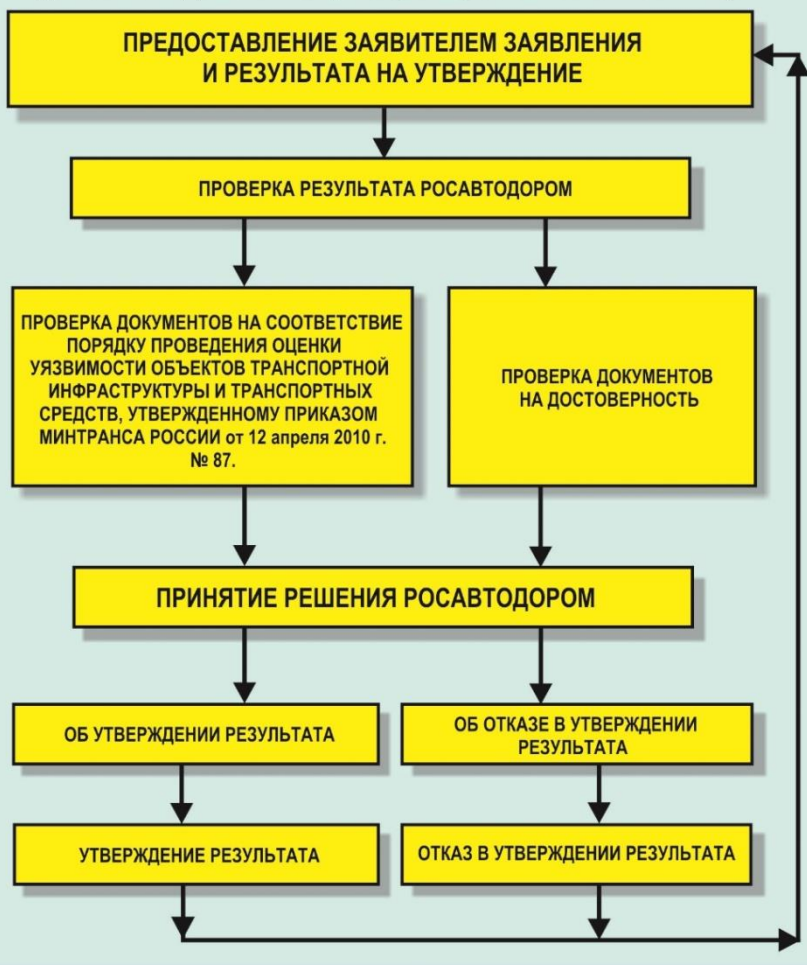 ПРЕДОСТАВЛЕНИЕ ЗАЯВИТЕЛЕМ ЗАЯВЛЕНИЯ
И РЕЗУЛЬТАТА НА УТВЕРЖДЕНИЕ
ПРОВЕРКА РЕЗУЛЬТАТА РОСАВТОДОРОМ
ПРОВЕРКА ДОКУМЕНТОВ НА СООТВЕТСТВИЕ
ПОРЯДКУ ПРОВЕДЕНИЯ ОЦЕНКИ
УЯЗВИМОСТИ ОБЪЕКТОВ ТРАНСПОРТНОЙ
ИНФРАСТРУКТУРЫ И ТРАНСПОРТНЫХ
СРЕДСТВ, УТВЕРЖДЕННОМУ ПРИКАЗОМ
МИНТРАНСА РОССИИ от 12 апреля 2010 г.
№ 87.
ПРОВЕРКА ДОКУМЕНТОВ
НА ДОСТОВЕРНОСТЬ
ПРИНЯТИЕ РЕШЕНИЯ РОСАВТОДОРОМ
ОБ УТВЕРЖДЕНИИ РЕЗУЛЬТАТА
ОБ ОТКАЗЕ В УТВЕРЖДЕНИИ
РЕЗУЛЬТАТА
УТВЕРЖДЕНИЕ РЕЗУЛЬТАТА
ОТКАЗ В УТВЕРЖДЕНИИ РЕЗУЛЬТАТА